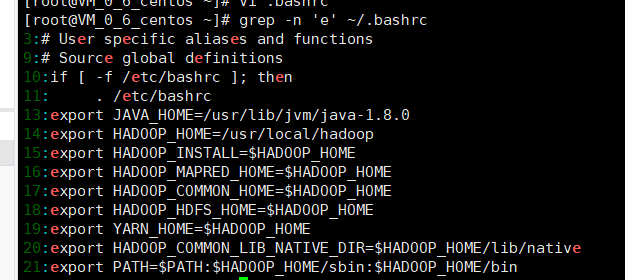 [root@VM_0_6_centos ~]# vi .bashrc
[root@VM_0_6_centos ~]# grep -n 'e' ~/.bashrc
3:# User specific aliases and functions
9:# Source global definitions
10:if [ -f /etc/bashrc ]; then
11:     . /etc/bashrc
13:export JAVA_HOME=/usr/lib/jvm/java-1.8.0
14:export HADOOP_HOME=/usr/local/hadoop
15:export HADOOP_INSTALL=$HADOOP_HOME
16:export HADOOP_MAPRED_HOME=$HADOOP_HOME
17:export HADOOP_COMMON_HOME=$HADOOP_HOME
18:export HADOOP_HDFS_HOME=$HADOOP_HOME
19:export YARN_HOME=$HADOOP_HOME
20:export HADOOP_COMMON_LIB_NATIVE_DIR=$HADOOP_HOME/lib/native
21:export PATH=$PATH:$HADOOP_HOME/sbin:$HADOOP_HOME/bin